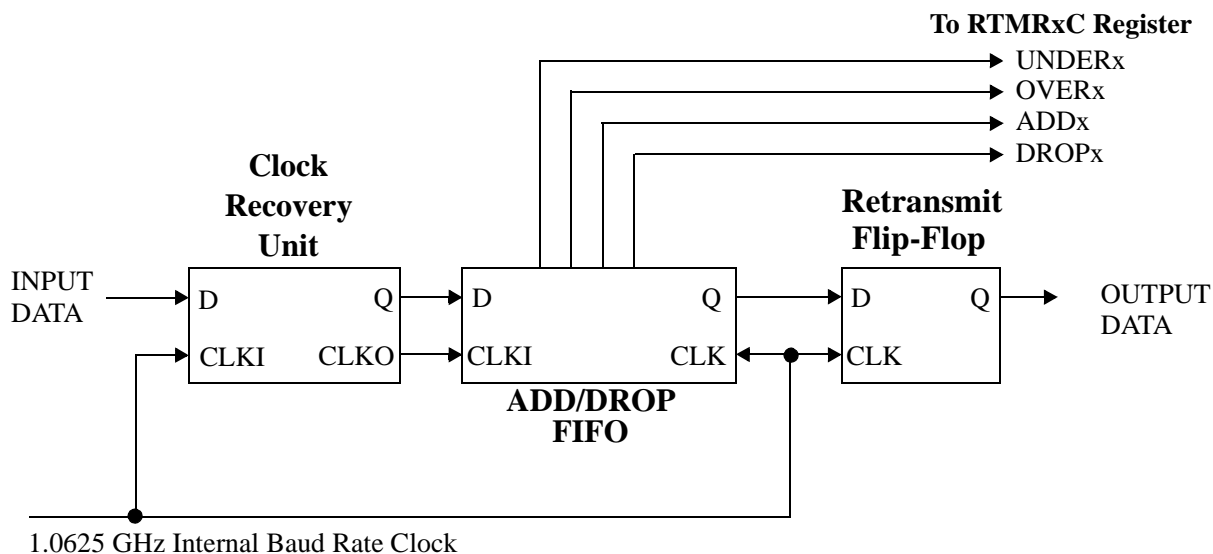 To RTMRxC Register
UNDERx
OVERx
ADDx
DROPx
Clock
Recovery
Unit
Retransmit
Flip-Flop
INPUT
DATA
D
Q
CLKI
CLKO
D
Q
CLKI
CLK
D
Q
CLK
OUTPUT
DATA
ADD/DROP
FIFO
1.0625 GHz Internal Baud Rate Clock